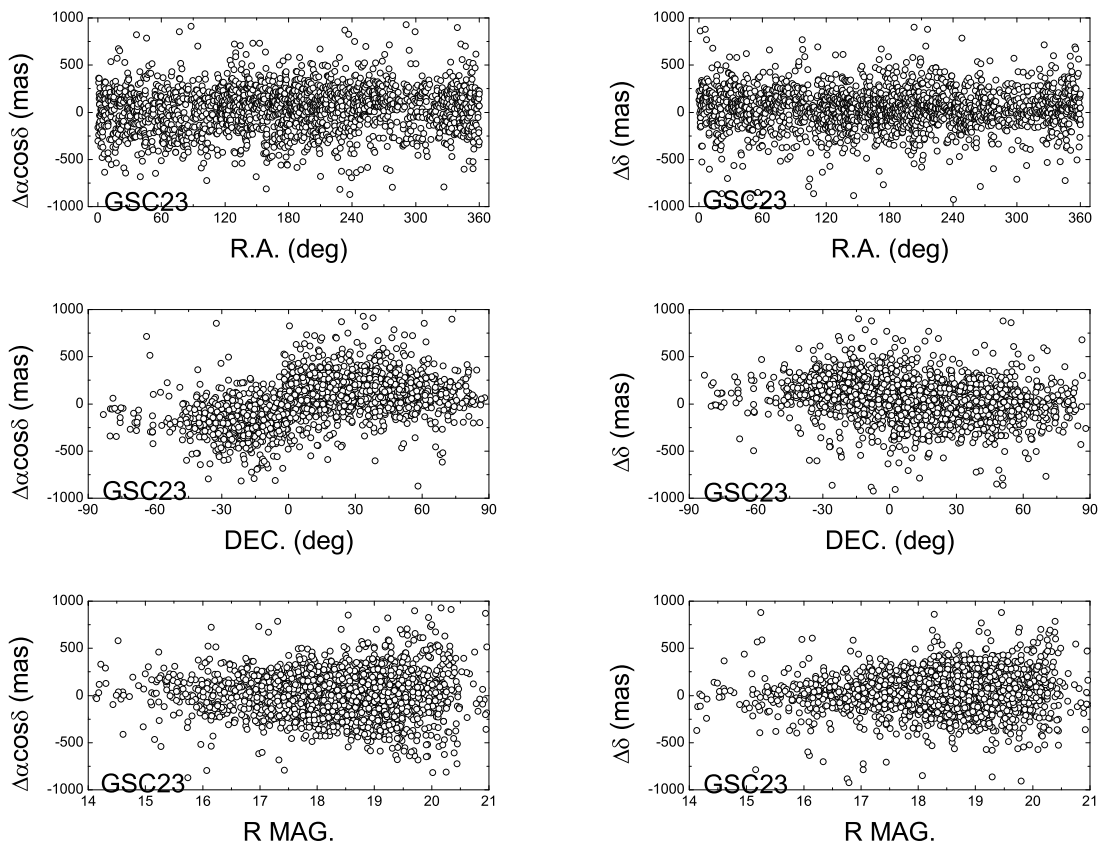 1000
500
0
-500
-1000
Δαcosδ (mas)
GSC23
0 60 120 180 240 300 360
R.A. (deg)
1000
500
0
-500
-1000
Δδ (mas)
GSC23
0 60 120 180 240 300 360
R.A. (deg)
1000
500
0
-500
-1000
Δαcosδ (mas)
GSC23
-90 -60 -30 0 30 60 90
DEC. (deg)
1000
500
0
-500
-1000
Δδ (mas)
GSC23
-90 -60 -30 0 30 60 90
DEC. (deg)
1000
500
0
-500
-1000
Δαcosδ (mas)
GSC23
14 15 16 17 18 19 20 21
R MAG.
1000
500
0
-500
-1000
Δδ (mas)
GSC23
14 15 16 17 18 19 20 21
R MAG.